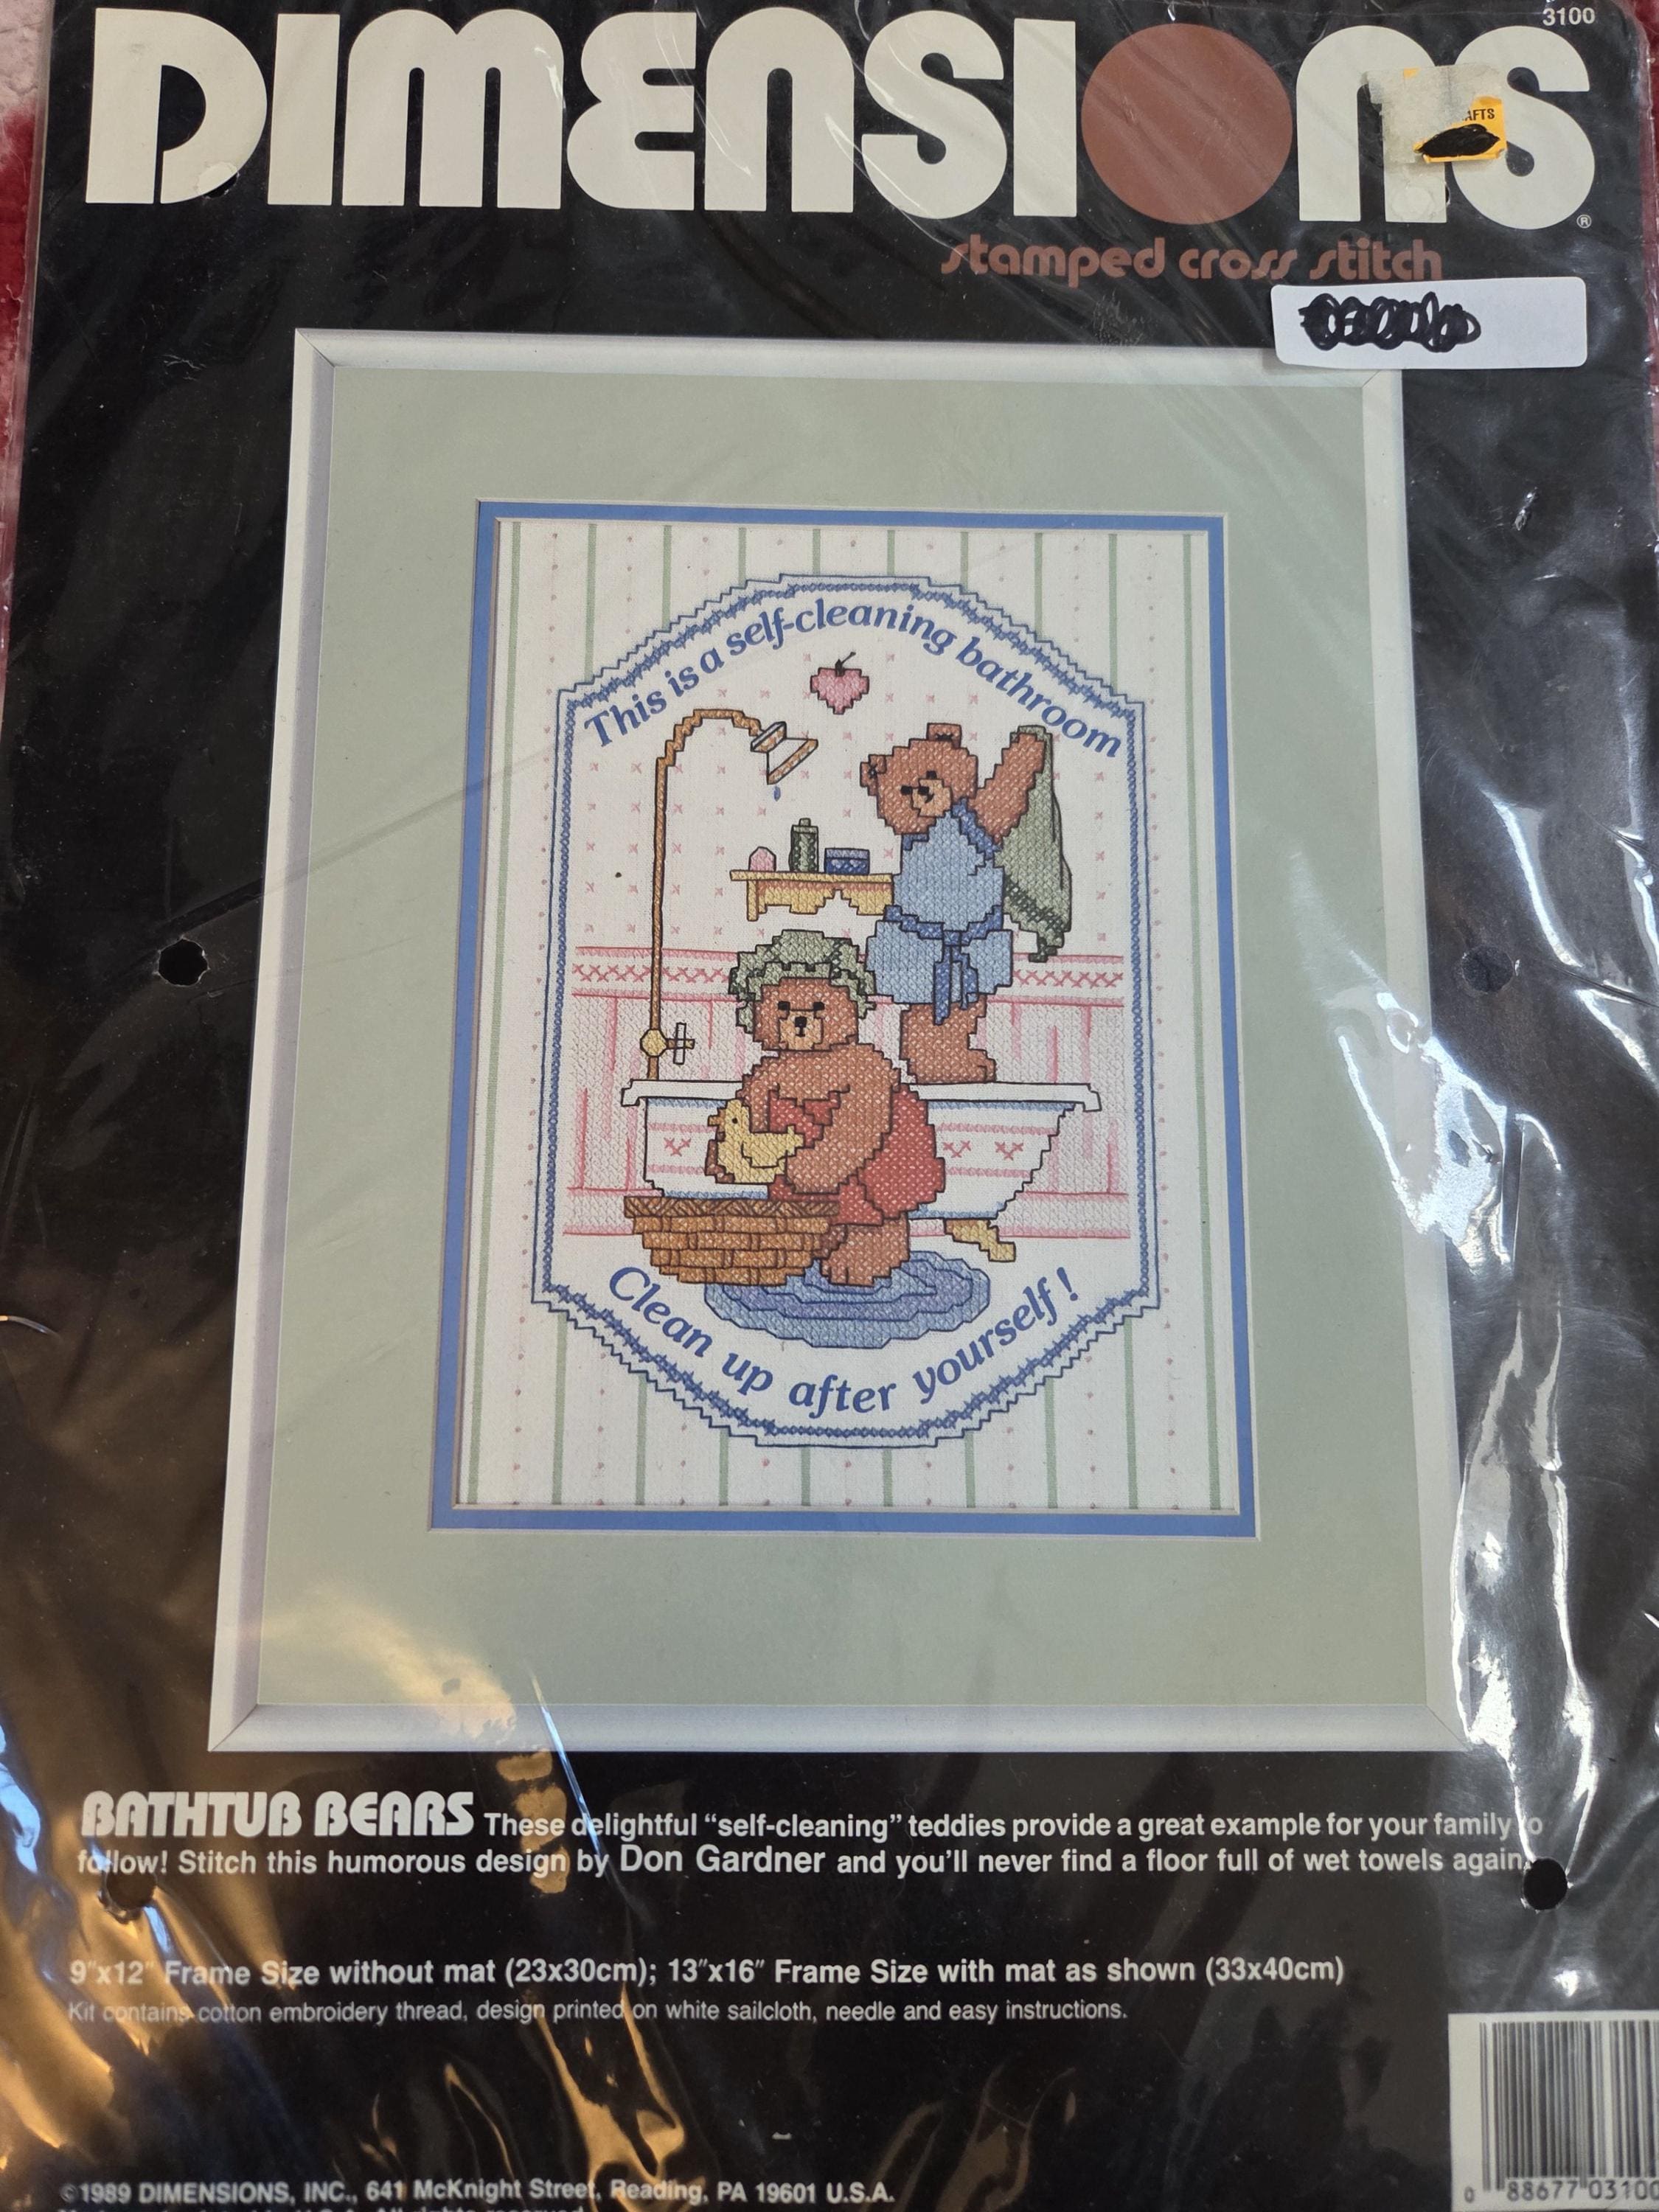 3100
DIMENSIONS®
AFTS
stamped cross stitch
This is a self-cleaning bathroom
Clean up after yourself!
BATHTUB BEARS These delightful “self-cleaning” teddies provide a great example for your family to
follow! Stitch this humorous design by Don Gardner and you'll never find a floor full of wet towels again.
9"x12" Frame Size without mat (23x30cm); 13"x16" Frame Size with mat as shown (33x40cm)
Kit contains cotton embroidery thread, design printed on white sailcloth, needle and easy instructions.
©1989 DIMENSIONS, INC., 641 McKnight Street, Reading, PA 19601 U.S.A.
0 88677 03100